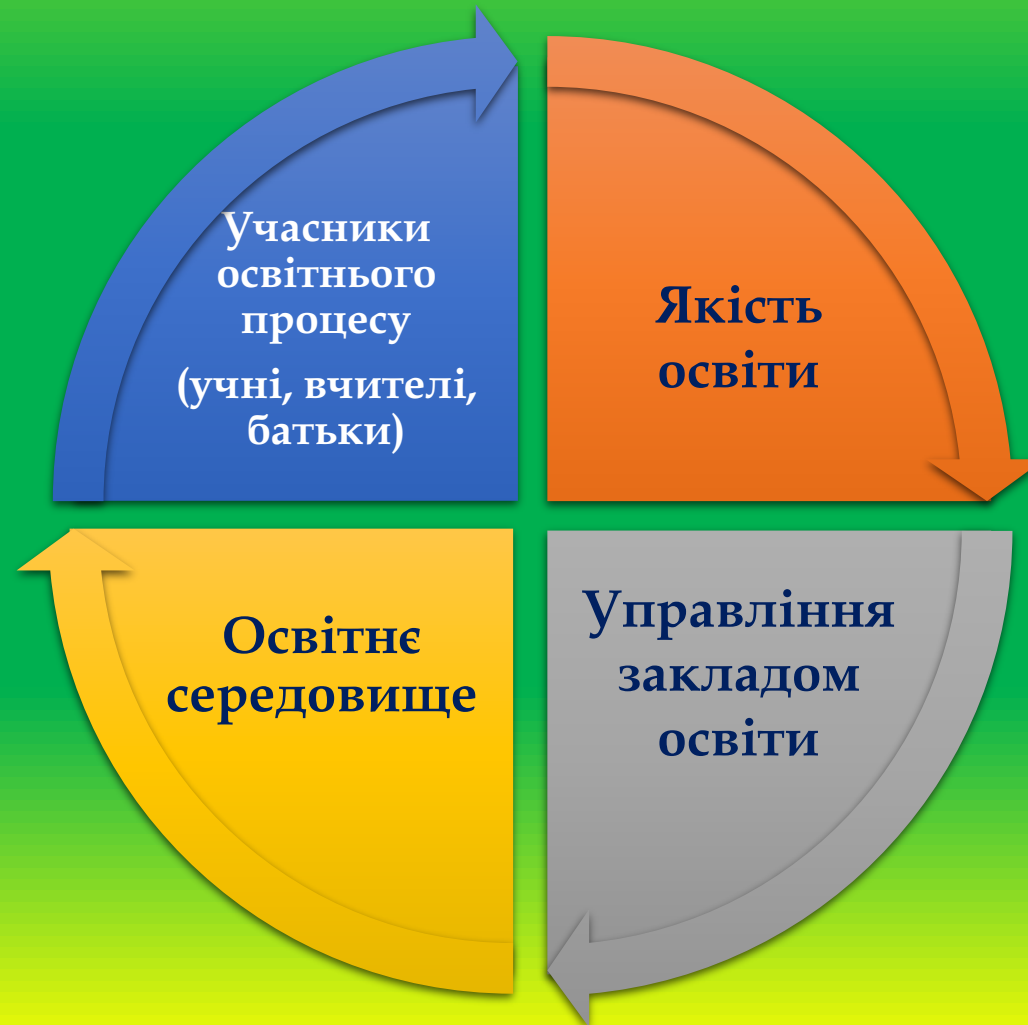 Учасники
освітнього
процесу
(учні, вчителі,
батьки)
Якість
освіти
Освітнє
середовище
Управління
закладом
освіти